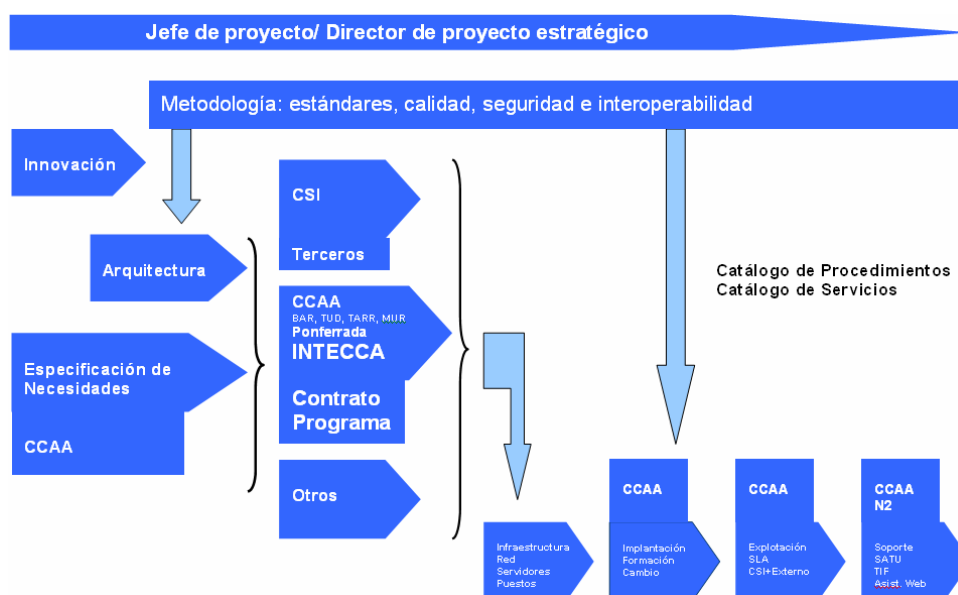 Jefe de proyecto/ Director de proyecto estratégico
Metodología: estándares, calidad, seguridad e interoperabilidad
Innovación
Arquitectura
Especificación de
Necesidades
CCAA
CSI
Terceros
CCAA
BAR, TUD, TARR, MUR
Ponferrada
INTECCA
Contrato
Programa
Otros
Catálogo de Procedimientos
Catálogo de Servicios
Infraestructura
Red
Servidores
Puestos
CCAA
Implantación
Formación
Cambio
CCAA
Explotación
SLA
CSI+Externo
CCAA
N2
Soporte
SATU
TIF
Asist. Web